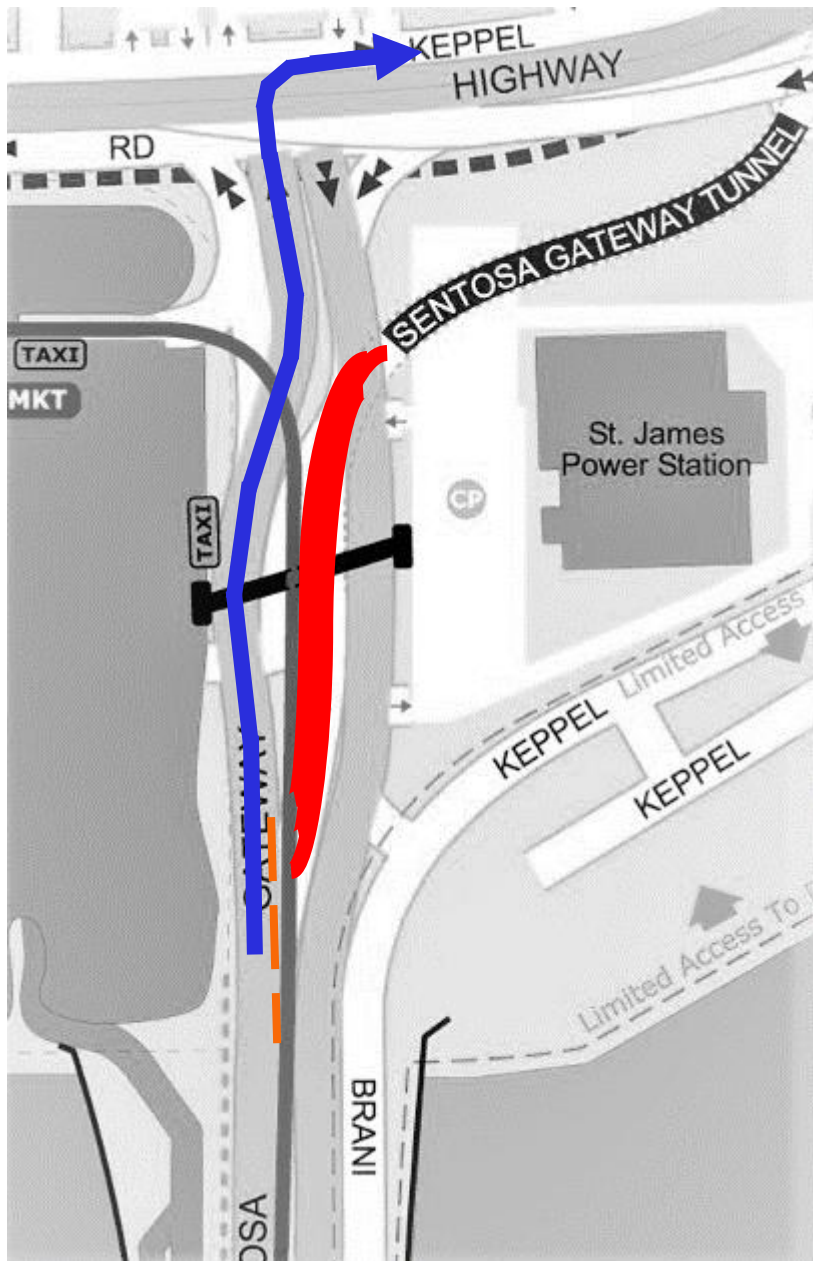 KEPPEL
HIGHWAY
RD
SENTOSA GATEWAY TUNNEL
TAXI
MKT
St. James
Power Station
TAXI
CP
Limited Access
KEPPEL
KEPPEL
GATEWAY
Limited Access To
BRANI
OSA